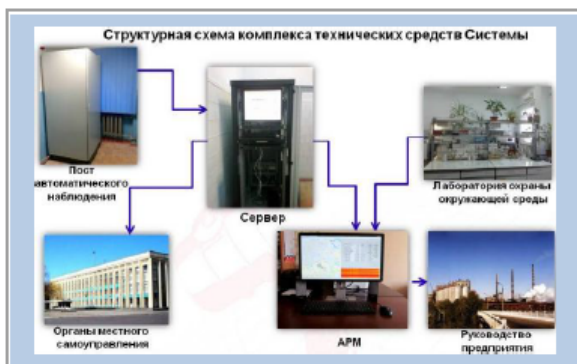 Структурная схема комплекса технических средств Системы
Пост
автоматического
наблюдения
Сервер
Лаборатория охраны
окружающей среды
Органы местного
самоуправления
АРМ
Руководство
предприятия